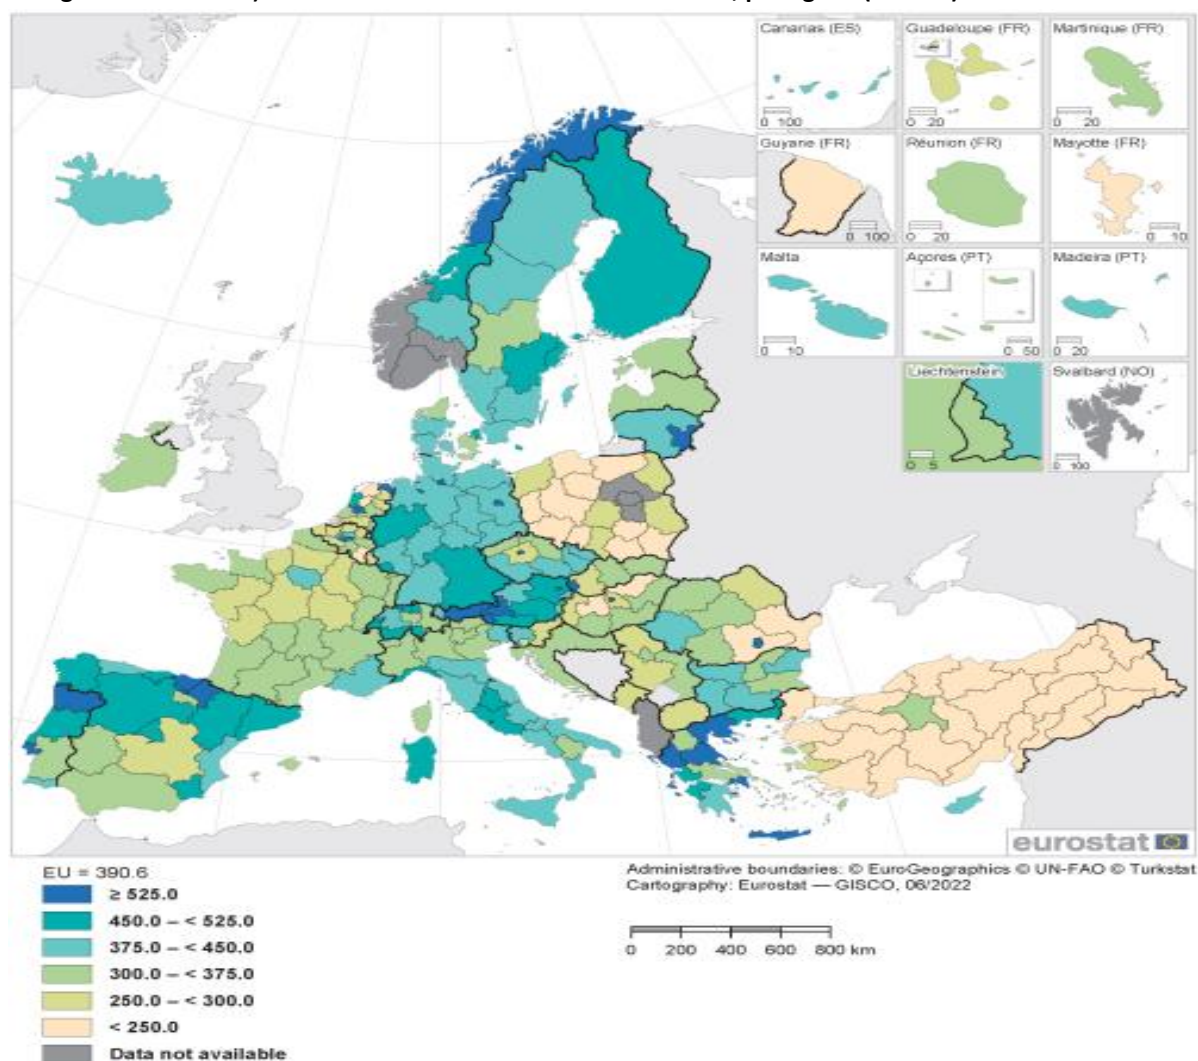 Canarias (ES)
0 100
Guadeloupe (FR)
0 20
Martinique (FR)
0 20
Guyane (FR)
0 100
Réunion (FR)
0 20
Mayotte (FR)
0 10
Malta
0 10
Açores (PT)
0 50
Madeira (PT)
0 20
Liechtenstein
0 5
Svalbard (NO)
0 100
eurostat
EU = 390.6
≥ 525.0
450.0 – < 525.0
375.0 – < 450.0
300.0 – < 375.0
250.0 – < 300.0
< 250.0
Data not available
Administrative boundaries: © EuroGeographics © UN-FAO © Turkstat
Cartography: Eurostat — GISCO, 06/2022
0 200 400 600 800 km